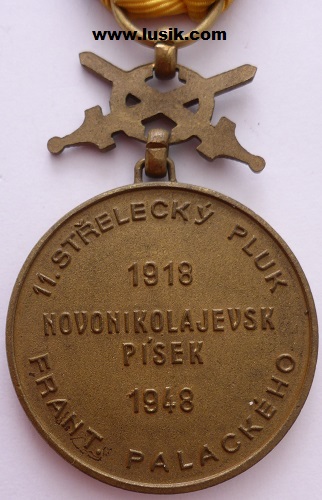 www.lusik.com
11. STŘELECKÝ PLUK
1918
NOVONIKOLAJEVSK
PÍSEK
1948
FRANT. PALACKÉHO